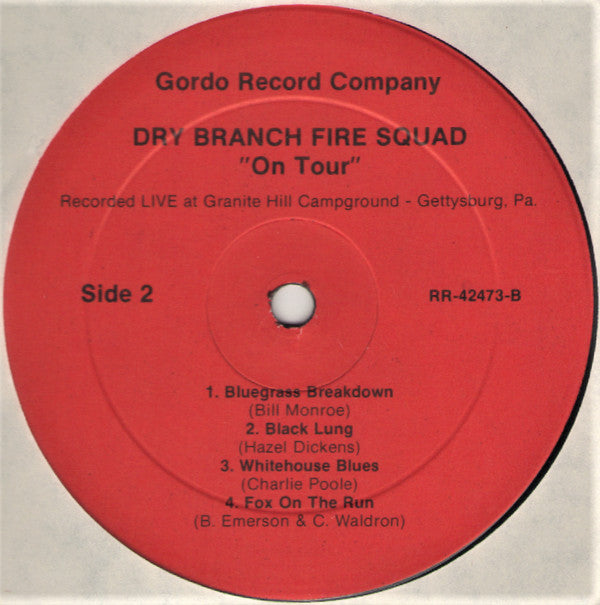 Gordo Record Company
DRY BRANCH FIRE SQUAD
"On Tour"
Recorded LIVE at Granite Hill Campground - Gettysburg, Pa.
Side 2
RR-42473-B
1. Bluegrass Breakdown
(Bill Monroe)
2. Black Lung
(Hazel Dickens)
3. Whitehouse Blues
(Charlie Poole)
4. Fox On The Run
(B. Emerson & C. Waldron)